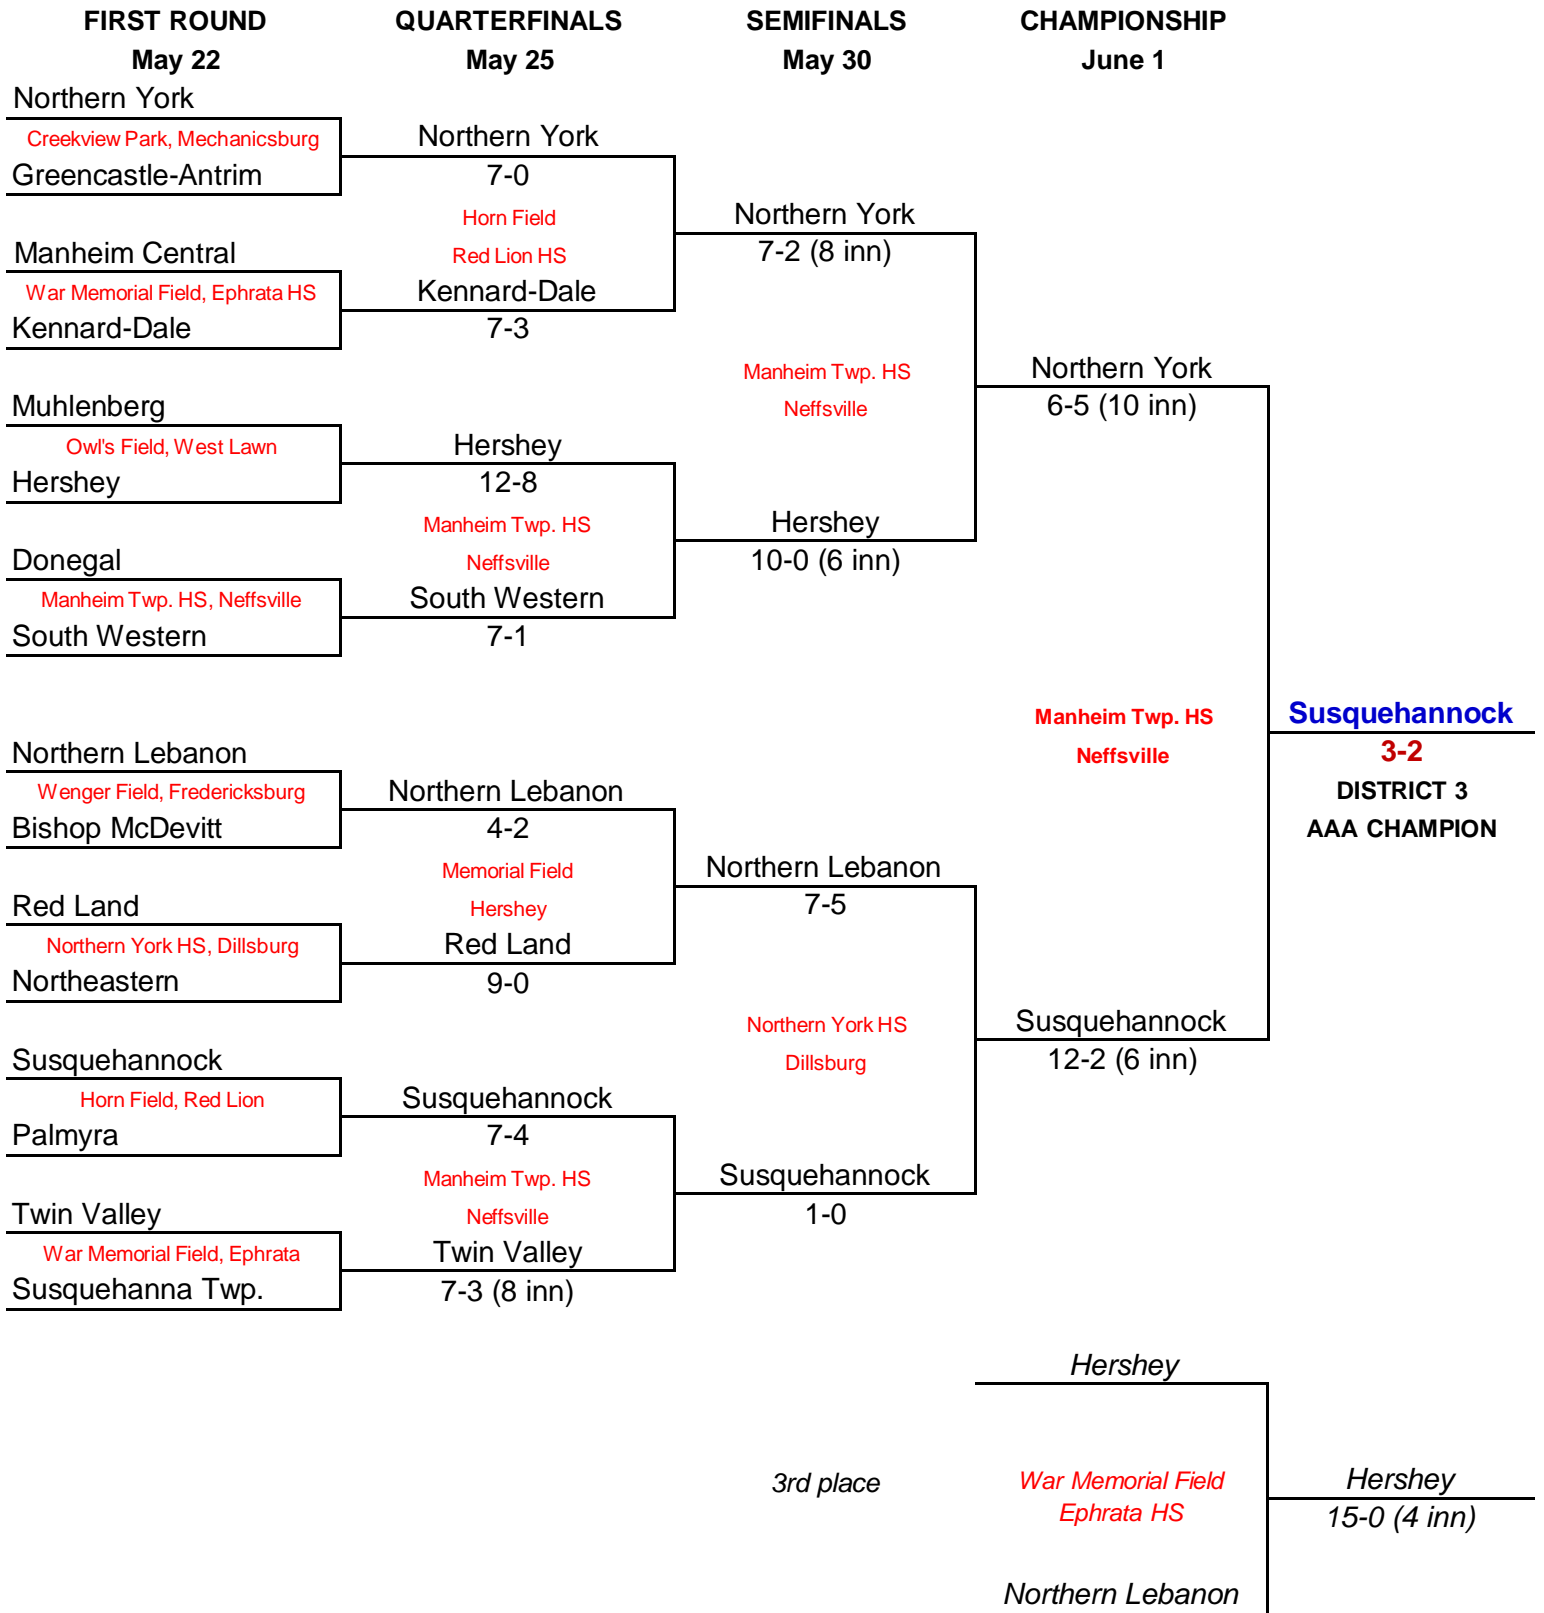 FIRST ROUND
May 22
Northern York
Creekview Park, Mechanicsburg
Greencastle-Antrim
Manheim Central
War Memorial Field, Ephrata HS
Kennard-Dale
Muhlenberg
Owl's Field, West Lawn
Hershey
Donegal
Manheim Twp. HS, Neffsville
South Western
Northern Lebanon
Wenger Field, Fredericksburg
Bishop McDevitt
Red Land
Northern York HS, Dillsburg
Northeastern
Susquehannock
Horn Field, Red Lion
Palmyra
Twin Valley
War Memorial Field, Ephrata
Susquehanna Twp.
QUARTERFINALS
May 25
Northern York
7-0
Horn Field
Red Lion HS
Kennard-Dale
7-3
Hershey
12-8
Manheim Twp. HS
Neffsville
South Western
7-1
Northern Lebanon
4-2
Memorial Field
Hershey
Red Land
9-0
Susquehannock
7-4
Manheim Twp. HS
Neffsville
Twin Valley
7-3 (8 inn)
SEMIFINALS
May 30
Northern York
7-2 (8 inn)
Manheim Twp. HS
Neffsville
Hershey
10-0 (6 inn)
Northern Lebanon
7-5
Northern York HS
Dillsburg
Susquehannock
1-0
CHAMPIONSHIP
June 1
Northern York
6-5 (10 inn)
Manheim Twp. HS
Neffsville
Susquehannock
12-2 (6 inn)
Susquehannock
3-2
DISTRICT 3
AAA CHAMPION
3rd place
Hershey
War Memorial Field
Ephrata HS
Northern Lebanon
Hershey
15-0 (4 inn)